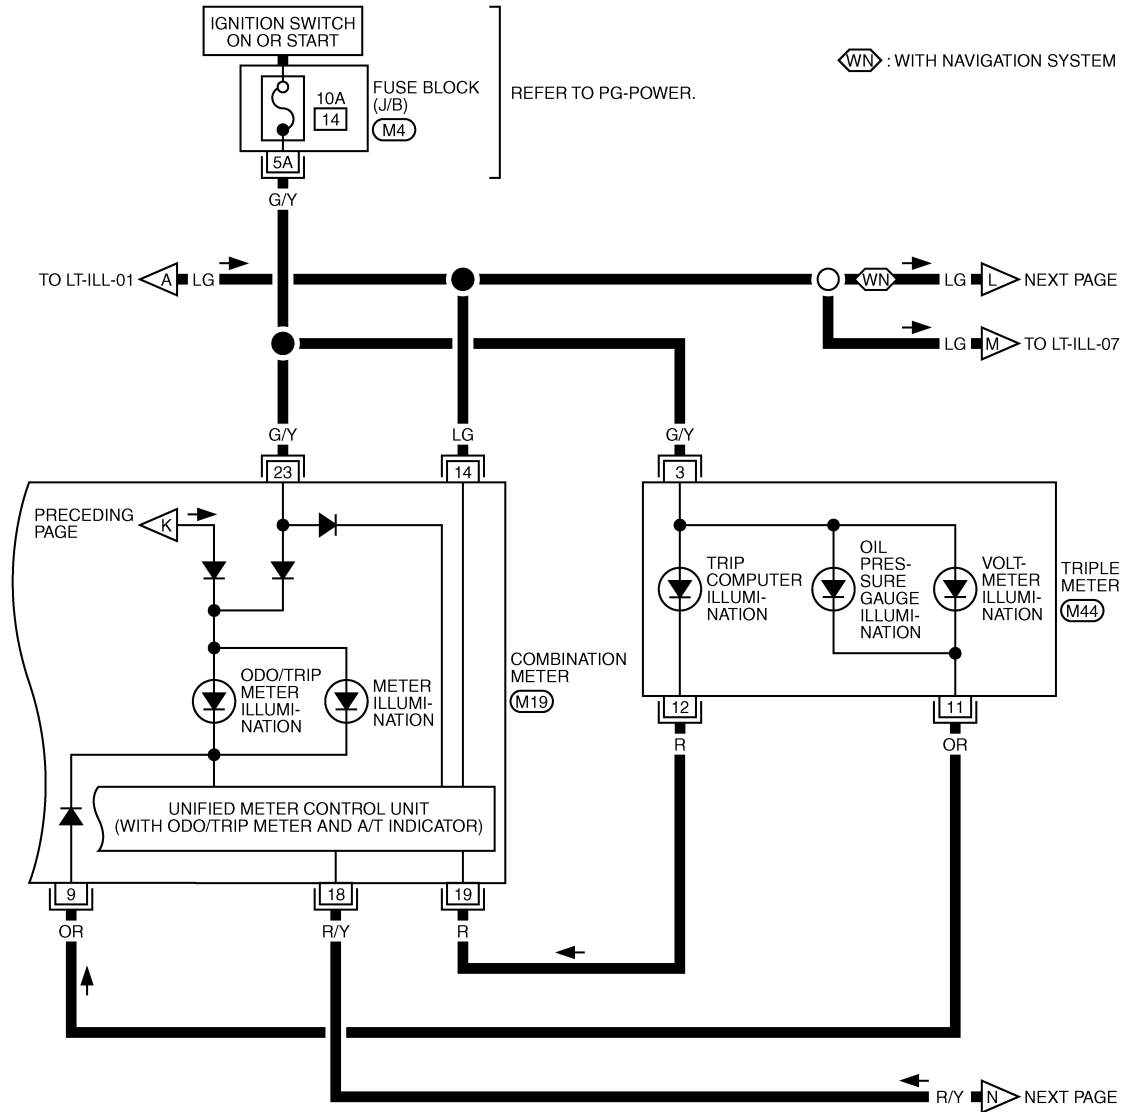 IGNITION SWITCH
ON OR START
FUSE BLOCK
(J/B)
M4
10A
14
5A
G/Y
REFER TO PG-POWER.
WN : WITH NAVIGATION SYSTEM
TO LT-ILL-01
A
LG
WN
LG
L
NEXT PAGE
LG
M
TO LT-ILL-07
G/Y
LG
G/Y
23
14
3
PRECEDING
PAGE
K
ODO/TRIP
METER
ILLUMI-
NATION
METER
ILLUMI-
NATION
COMBINATION
METER
M19
TRIP
COMPUTER
ILLUMI-
NATION
OIL
PRES-
SURE
GAUGE
ILLUMI-
NATION
VOLT-
METER
ILLUMI-
NATION
TRIPLE
METER
M44
12
11
R
OR
UNIFIED METER CONTROL UNIT
(WITH ODO/TRIP METER AND A/T INDICATOR)
9
18
19
OR
R/Y
R
R/Y
N
NEXT PAGE